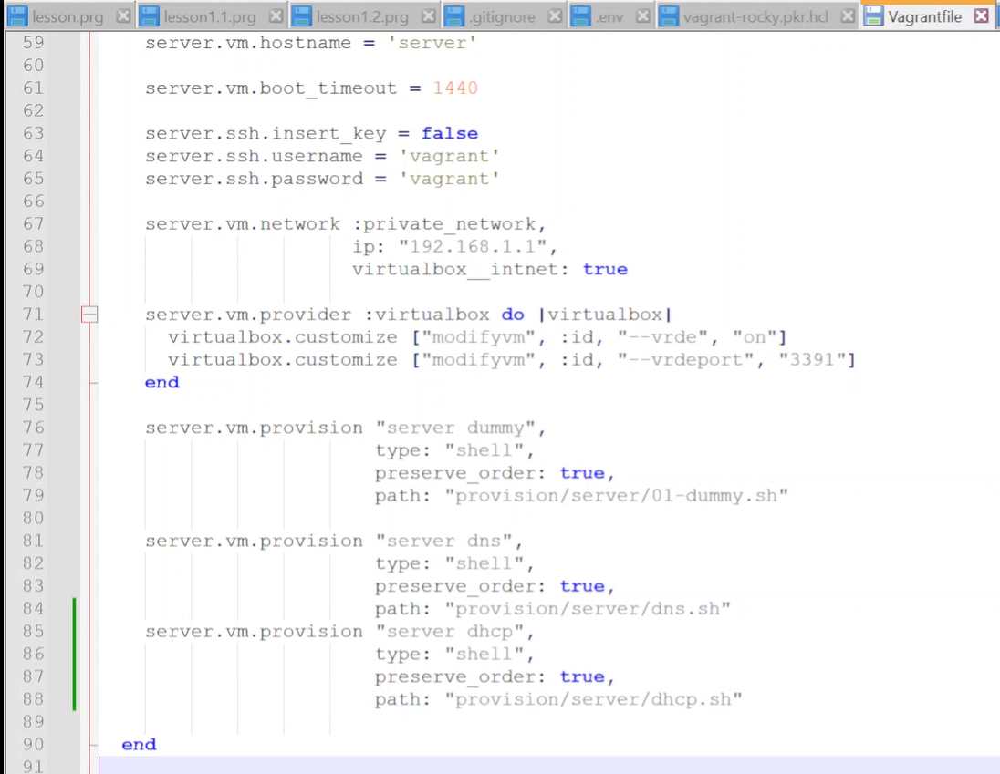 lesson.prg lesson1.1.prg lesson1.2.prg .gitignore .env vagrant-rocky.pkr.hcl Vagrantfile
59 server.vm.hostname = 'server'
60
61 server.vm.boot_timeout = 1440
62
63 server.ssh.insert_key = false
64 server.ssh.username = 'vagrant'
65 server.ssh.password = 'vagrant'
66
67 server.vm.network :private_network,
68 ip: "192.168.1.1",
69 virtualbox__intnet: true
70
71 server.vm.provider :virtualbox do |virtualbox|
72 virtualbox.customize ["modifyvm", :id, "--vrde", "on"]
73 virtualbox.customize ["modifyvm", :id, "--vrdeport", "3391"]
74 end
75
76 server.vm.provision "server dummy",
77 type: "shell",
78 preserve_order: true,
79 path: "provision/server/01-dummy.sh"
80
81 server.vm.provision "server dns",
82 type: "shell",
83 preserve_order: true,
84 path: "provision/server/dns.sh"
85 server.vm.provision "server dhcp",
86 type: "shell",
87 preserve_order: true,
88 path: "provision/server/dhcp.sh"
89
90 end
91